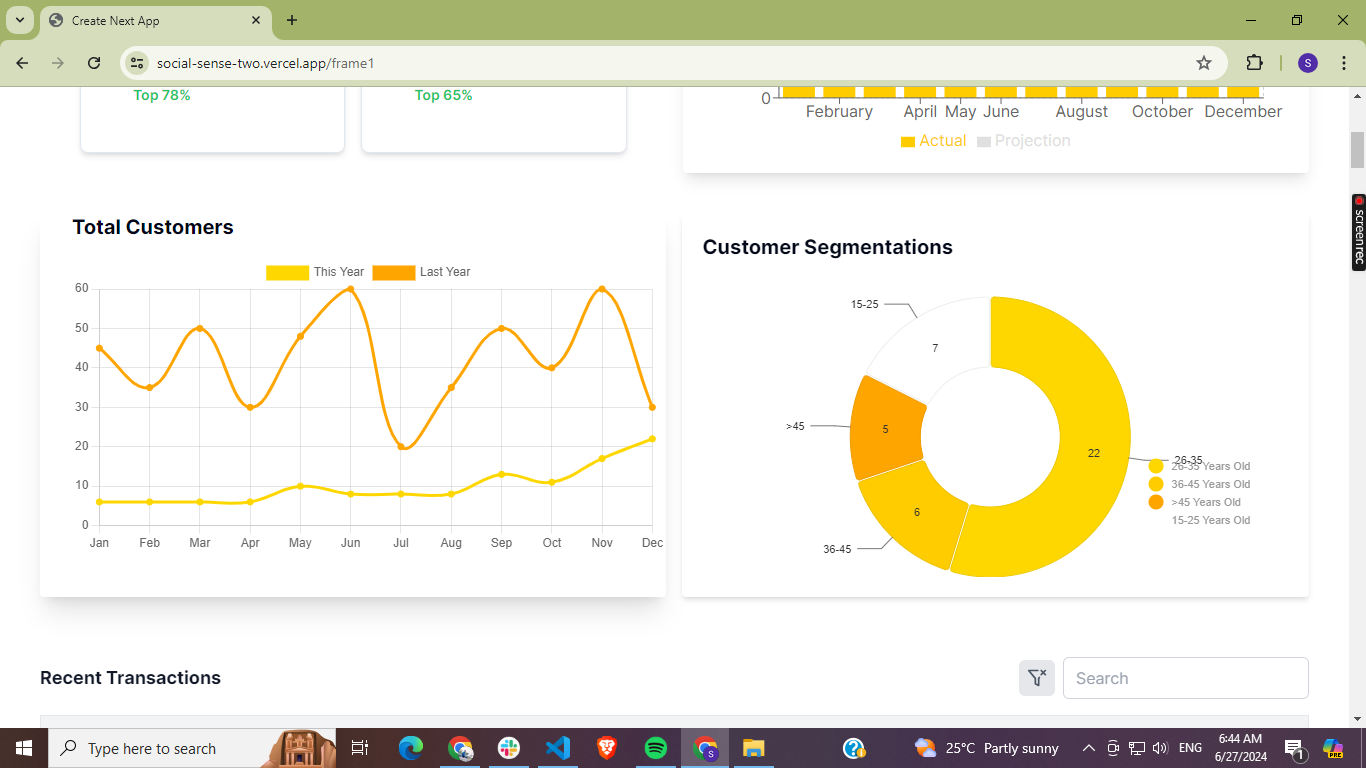 Create Next App
social-sense-two.vercel.app/frame1
S
Top 78%
Top 65%
0
February April May June August October December
Actual Projection
Total Customers
This Year Last Year
60
50
40
30
20
10
0
Jan Feb Mar Apr May Jun Jul Aug Sep Oct Nov Dec
Customer Segmentations
15-25
7
>45
5
22
26-35
6
36-45
26-35 Years Old
36-45 Years Old
>45 Years Old
15-25 Years Old
screenrec
Recent Transactions
Search
Type here to search
S
25°C Partly sunny
ENG
6:44 AM
6/27/2024
1
PRE